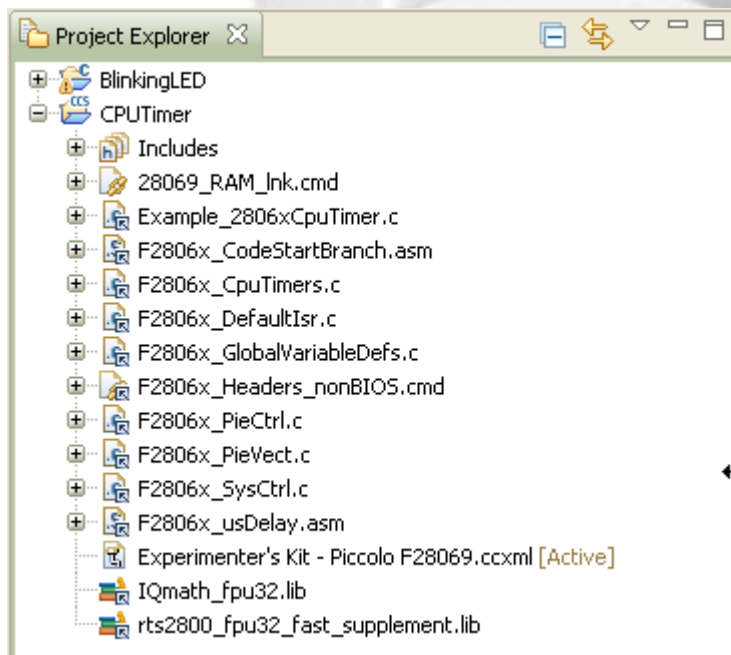 Project Explorer
BlinkingLED
CPUTimer
Includes
28069_RAM_lnk.cmd
Example_2806xCpuTimer.c
F2806x_CodeStartBranch.asm
F2806x_CpuTimers.c
F2806x_DefaultIsr.c
F2806x_GlobalVariableDefs.c
F2806x_Headers_nonBIOS.cmd
F2806x_PieCtrl.c
F2806x_PieVect.c
F2806x_SysCtrl.c
F2806x_usDelay.asm
Experimenter's Kit - Piccolo F28069.ccxml [Active]
IQmath_fpu32.lib
rts2800_fpu32_fast_supplement.lib